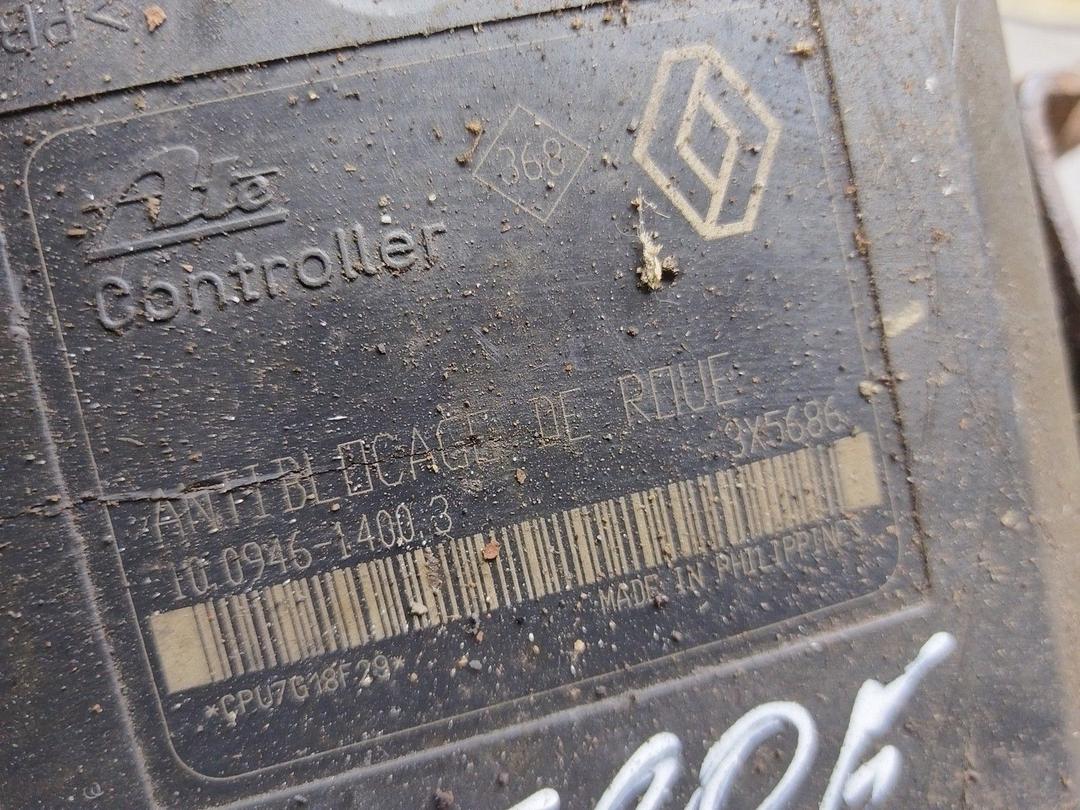 Ate
Controller
368
ANTIBLOCAGE DE ROUE
10.0946-1400.3
3X5686
MADE IN PHILIPPINES
*CPU7G18F29*